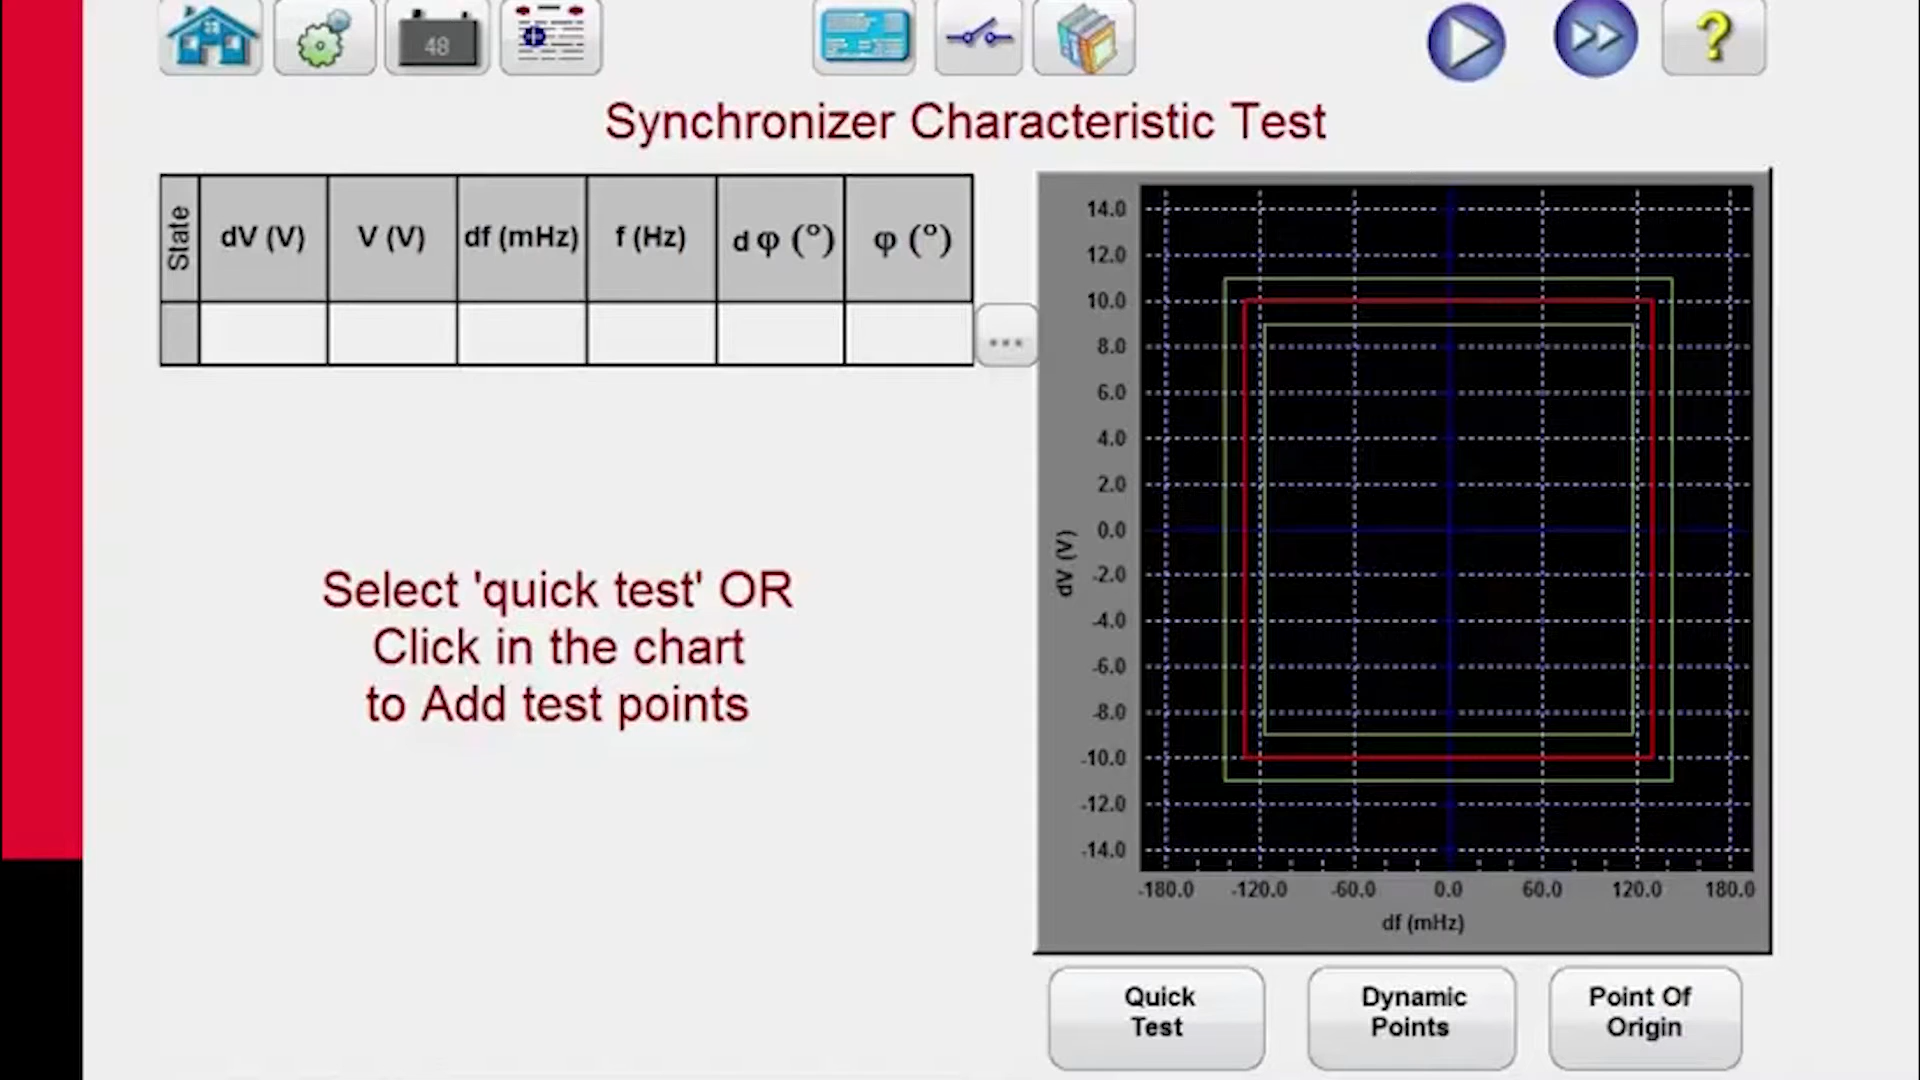 48
?
Synchronizer Characteristic Test
State
dV (V)
V (V)
df (mHz)
f (Hz)
d φ (°)
φ (°)
...
Select 'quick test' OR
Click in the chart
to Add test points
14.0
12.0
10.0
8.0
6.0
4.0
2.0
0.0
-2.0
-4.0
-6.0
-8.0
-10.0
-12.0
-14.0
dV (V)
-180.0 -120.0 -60.0 0.0 60.0 120.0 180.0
df (mHz)
Quick
Test
Dynamic
Points
Point Of
Origin